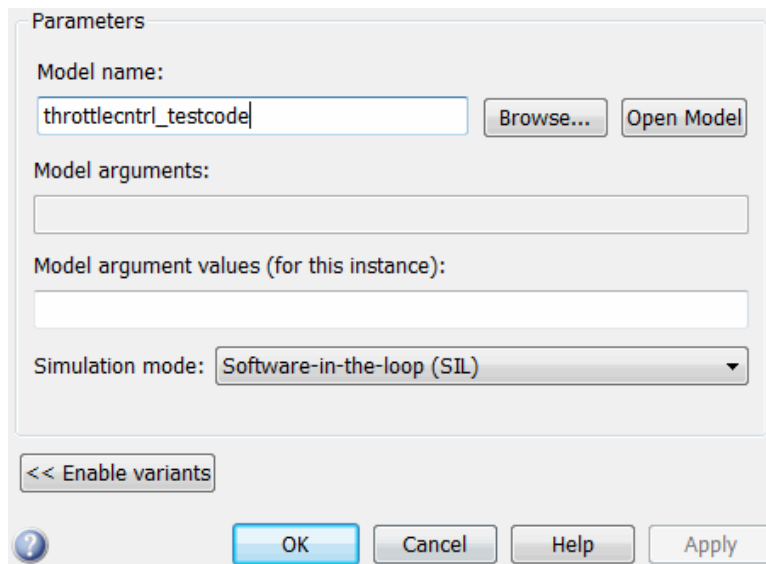 Parameters
Model name:
throttlecntrl_testcode
Browse... Open Model
Model arguments:
Model argument values (for this instance):
Simulation mode: Software-in-the-loop (SIL)
<< Enable variants
? OK Cancel Help Apply